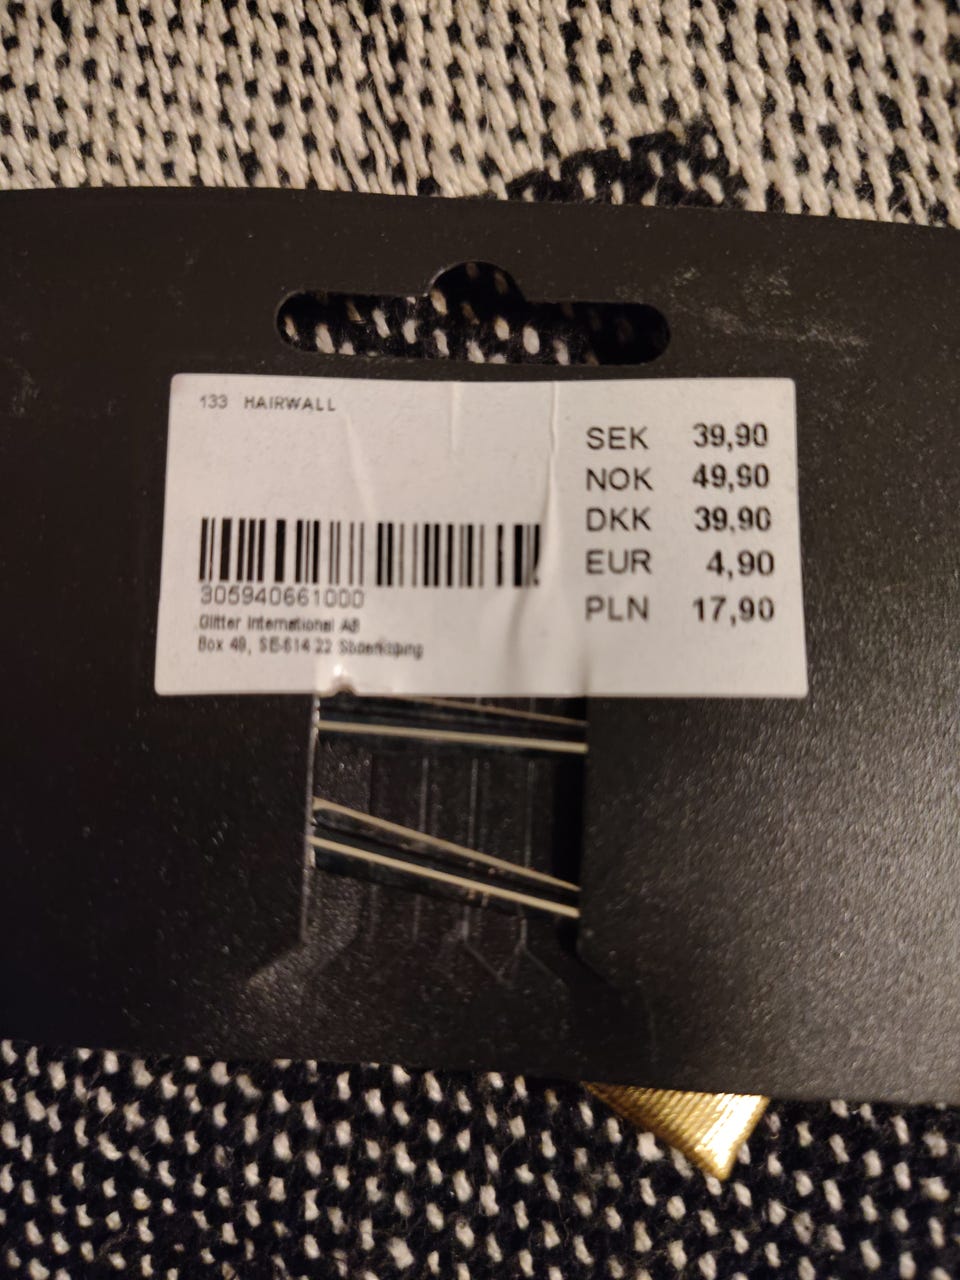 133 HAIRWALL
SEK 39,90
NOK 49,90
DKK 39,90
EUR 4,90
PLN 17,90
305940661000
Glitter International AB
Box 49, SE-614 22 Söderköping